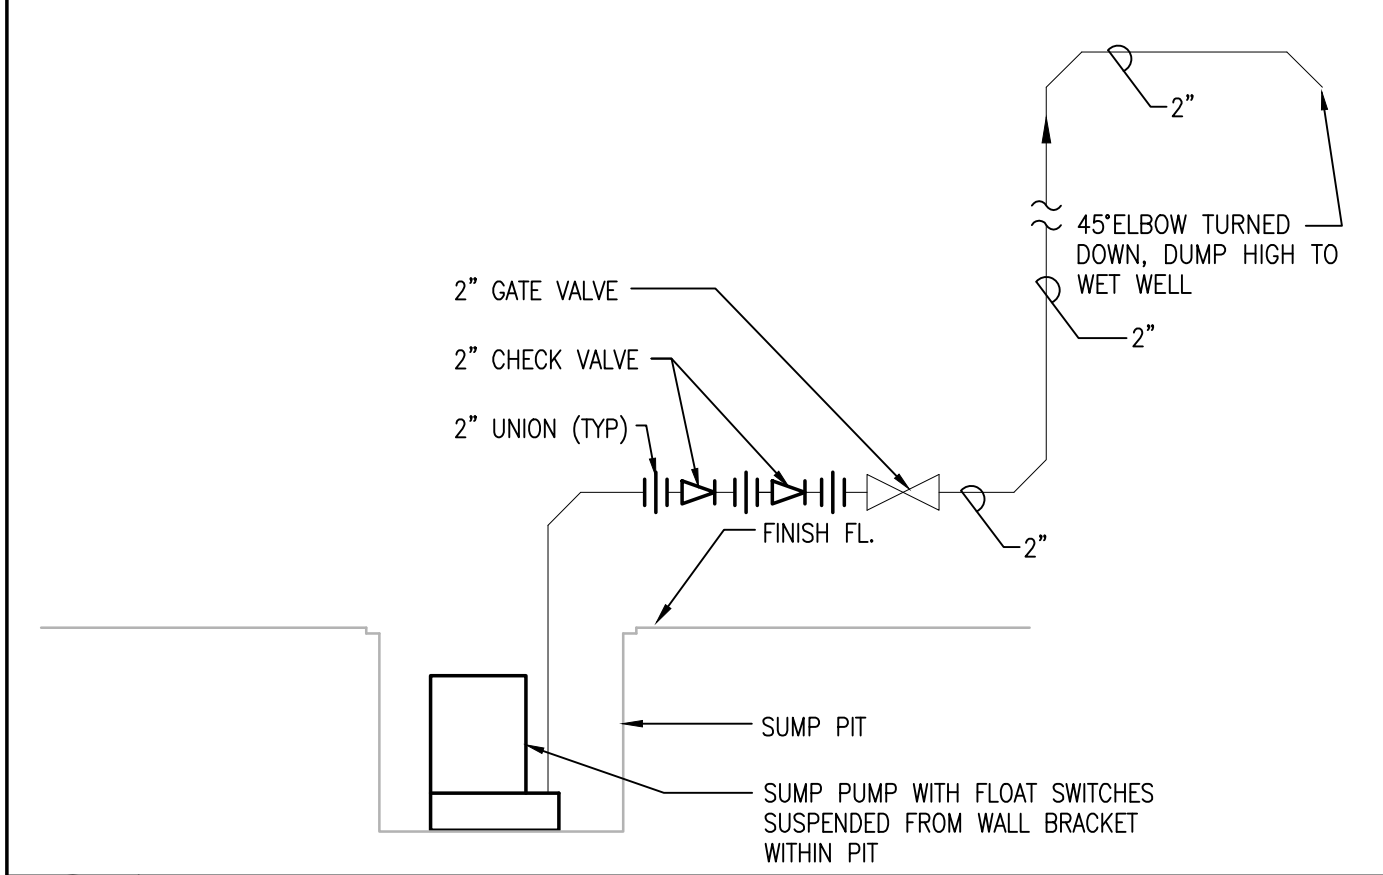 2”
45°ELBOW TURNED
DOWN, DUMP HIGH TO
WET WELL
2” GATE VALVE
2”
2” CHECK VALVE
2” UNION (TYP)
FINISH FL.
2”
SUMP PIT
SUMP PUMP WITH FLOAT SWITCHES
SUSPENDED FROM WALL BRACKET
WITHIN PIT